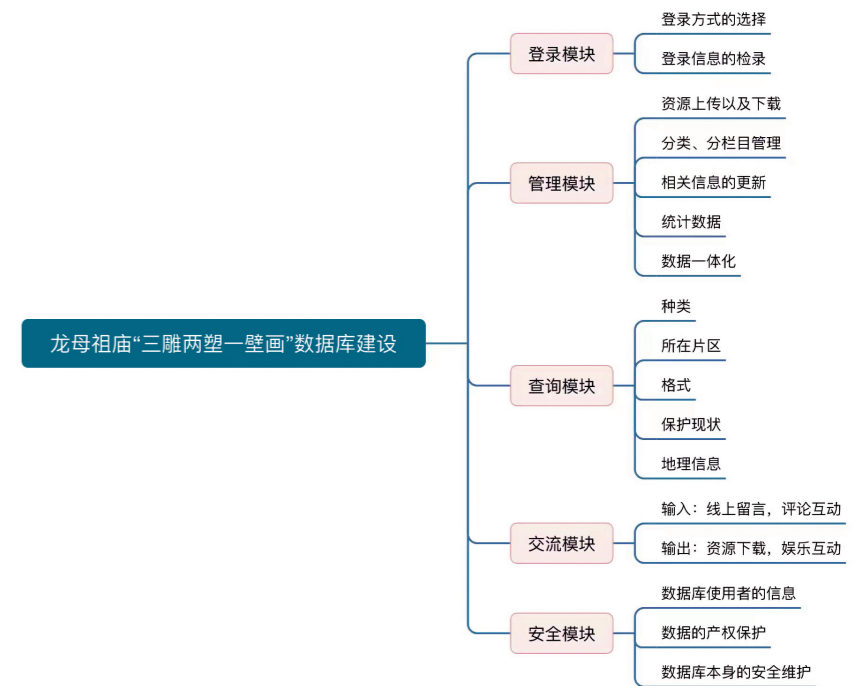 龙母祖庙“三雕两塑一壁画”数据库建设
登录模块
登录方式的选择
登录信息的检录
管理模块
资源上传以及下载
分类、分栏目管理
相关信息的更新
统计数据
数据一体化
查询模块
种类
所在片区
格式
保护现状
地理信息
交流模块
输入：线上留言，评论互动
输出：资源下载，娱乐互动
安全模块
数据库使用者的信息
数据的产权保护
数据库本身的安全维护